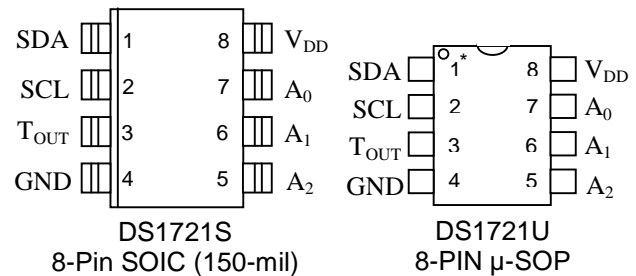 SDA 1 8 VDD
SCL 2 7 A0
TOUT 3 6 A1
GND 4 5 A2
DS1721S
8-Pin SOIC (150-mil)
SDA 1 * 8 VDD
SCL 2 7 A0
TOUT 3 6 A1
GND 4 5 A2
DS1721U
8-PIN µ-SOP